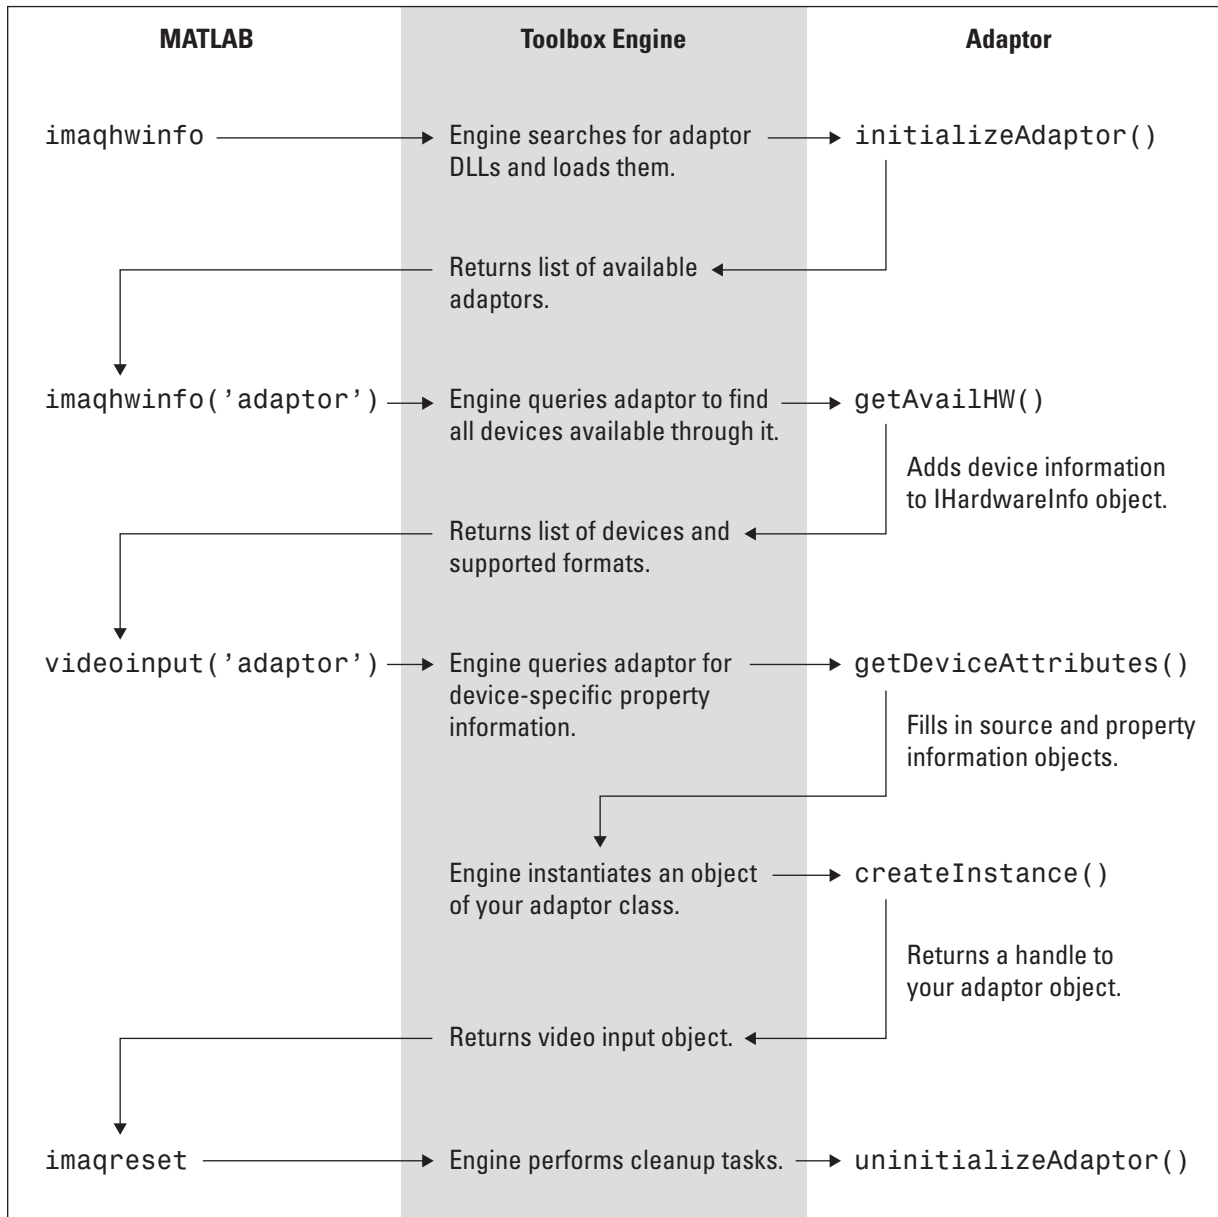 MATLAB
Toolbox Engine
Adaptor
imaqhwinfo
Engine searches for adaptor
DLLs and loads them.
initializeAdaptor()
Returns list of available
adaptors.
imaqhwinfo(’adaptor’)
Engine queries adaptor to find
all devices available through it.
getAvailHW()
Adds device information
to IHardwareInfo object.
Returns list of devices and
supported formats.
videoinput(’adaptor’)
Engine queries adaptor for
device-specific property
information.
getDeviceAttributes()
Fills in source and property
information objects.
Engine instantiates an object
of your adaptor class.
createInstance()
Returns a handle to
your adaptor object.
Returns video input object.
imaqreset
Engine performs cleanup tasks.
uninitializeAdaptor()